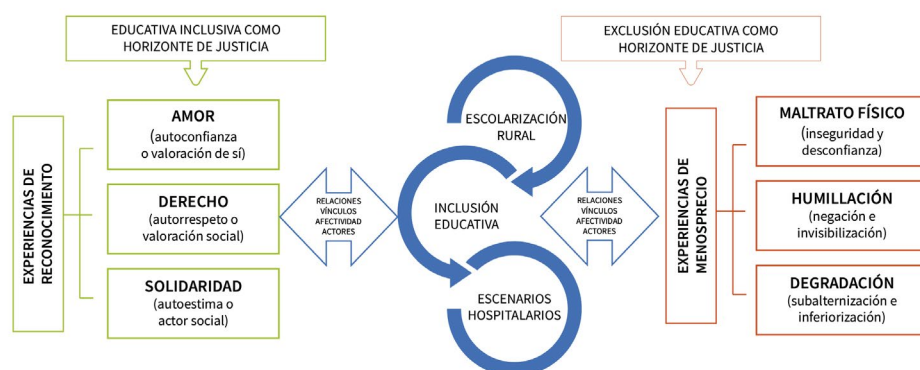 EDUCATIVA INCLUSIVA COMO
HORIZONTE DE JUSTICIA
EXPERIENCIAS DE
RECONOCIMIENTO
AMOR
(autoconfianza
o valoración de sí)
DERECHO
(autorrespeto o
valoración social)
SOLIDARIDAD
(autoestima o
actor social)
RELACIONES
VÍNCULOS
AFECTIVIDAD
ACTORES
ESCOLARIZACIÓN
RURAL
INCLUSIÓN
EDUCATIVA
ESCENARIOS
HOSPITALARIOS
RELACIONES
VÍNCULOS
AFECTIVIDAD
ACTORES
EXCLUSIÓN EDUCATIVA COMO
HORIZONTE DE JUSTICIA
EXPERIENCIAS DE
MENOSPRECIO
MALTRATO FÍSICO
(inseguridad y
desconfianza)
HUMILLACIÓN
(negación e
invisibilización)
DEGRADACIÓN
(subalternización e
inferiorización)